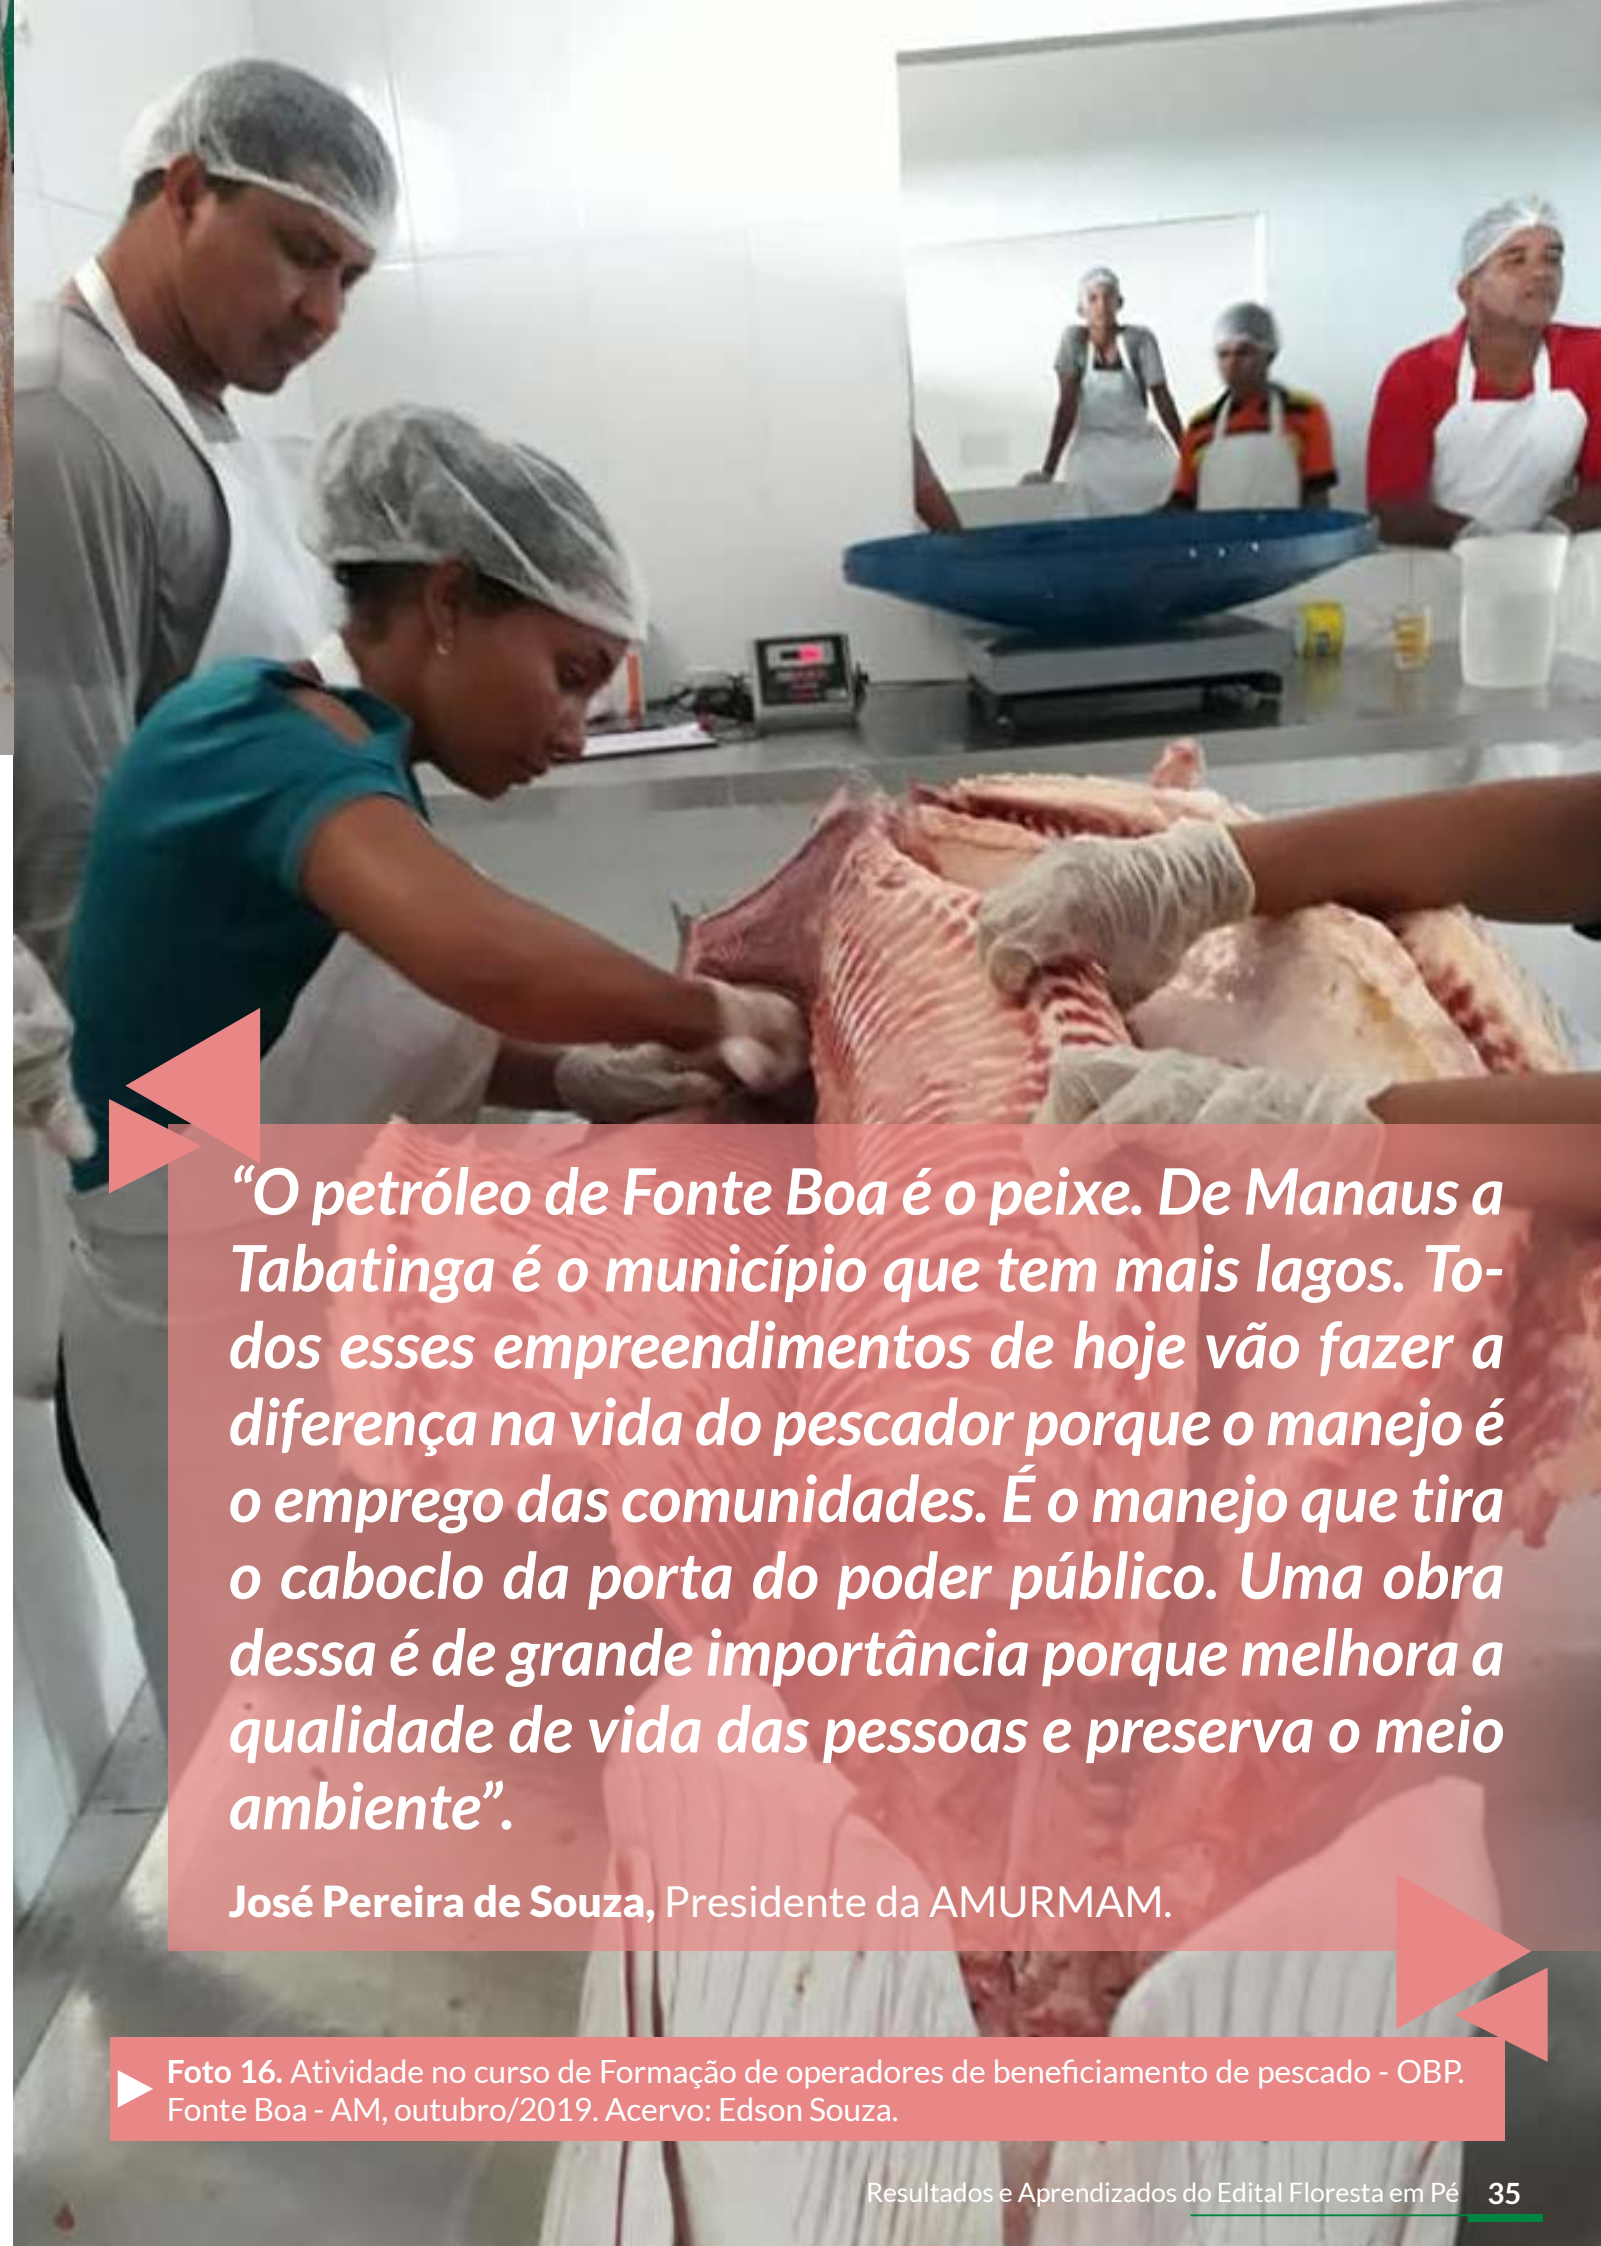 “O petróleo de Fonte Boa é o peixe. De Manaus a
Tabatinga é o município que tem mais lagos. To-
dos esses empreendimentos de hoje vão fazer a
diferença na vida do pescador porque o manejo é
o emprego das comunidades. É o manejo que tira
o caboclo da porta do poder público. Uma obra
dessa é de grande importância porque melhora a
qualidade de vida das pessoas e preserva o meio
ambiente”.
José Pereira de Souza, Presidente da AMURMAM.
Foto 16. Atividade no curso de Formação de operadores de beneficiamento de pescado - OBP.
Fonte Boa - AM, outubro/2019. Acervo: Edson Souza.
Resultados e Aprendizados do Edital Floresta em Pé 35